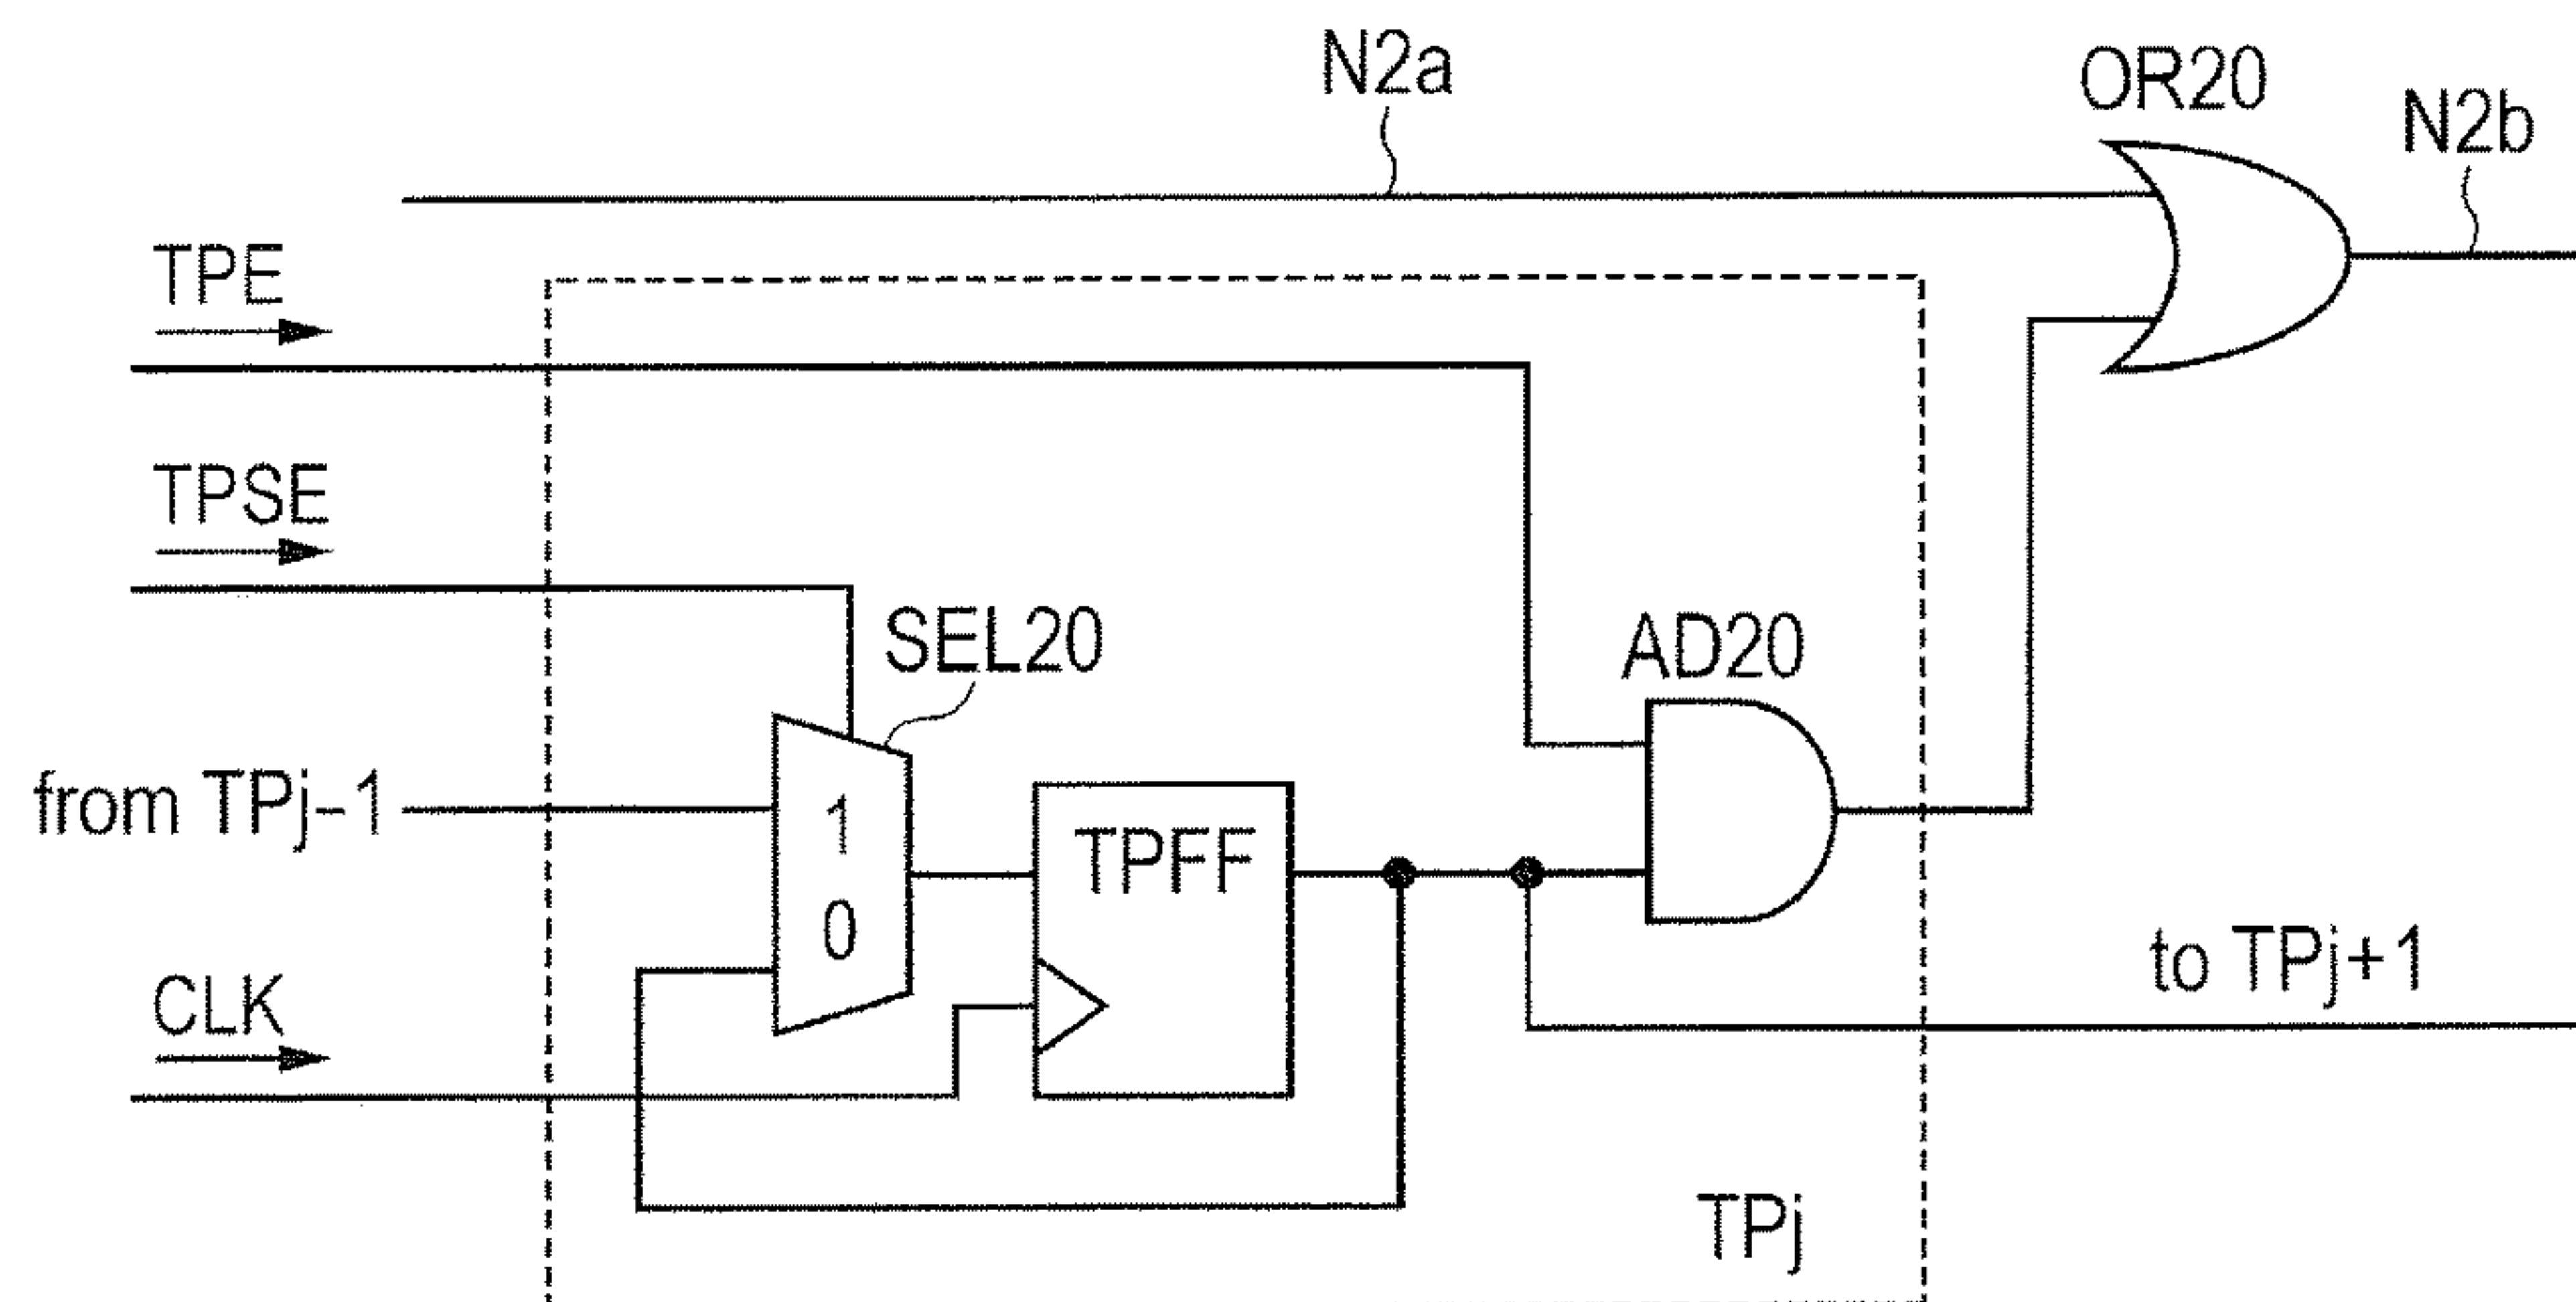 N2a
OR20
N2b
TPE
TPSE
SEL20
AD20
from TPj-1
1
TPFF
0
CLK
to TPj+1
TPj